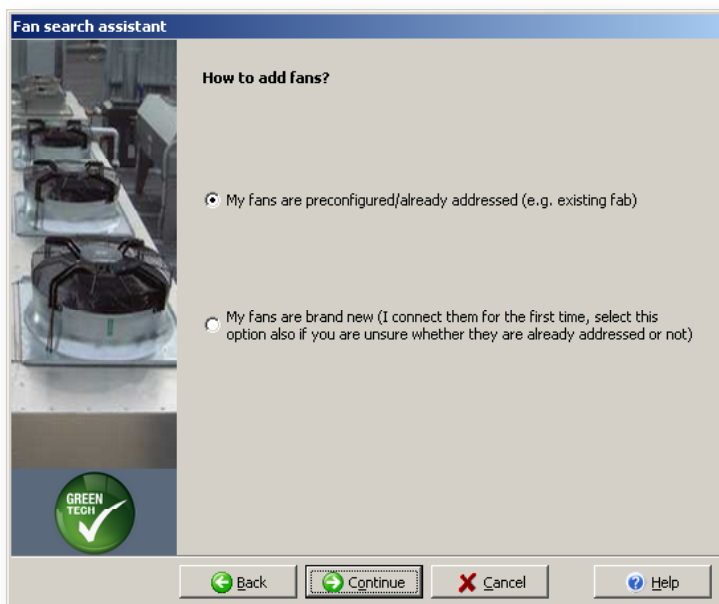 Fan search assistant
How to add fans?
My fans are preconfigured/already addressed (e.g. existing fab)
My fans are brand new (I connect them for the first time, select this
option also if you are unsure whether they are already addressed or not)
GREEN
TECH
Back
Continue
Cancel
Help